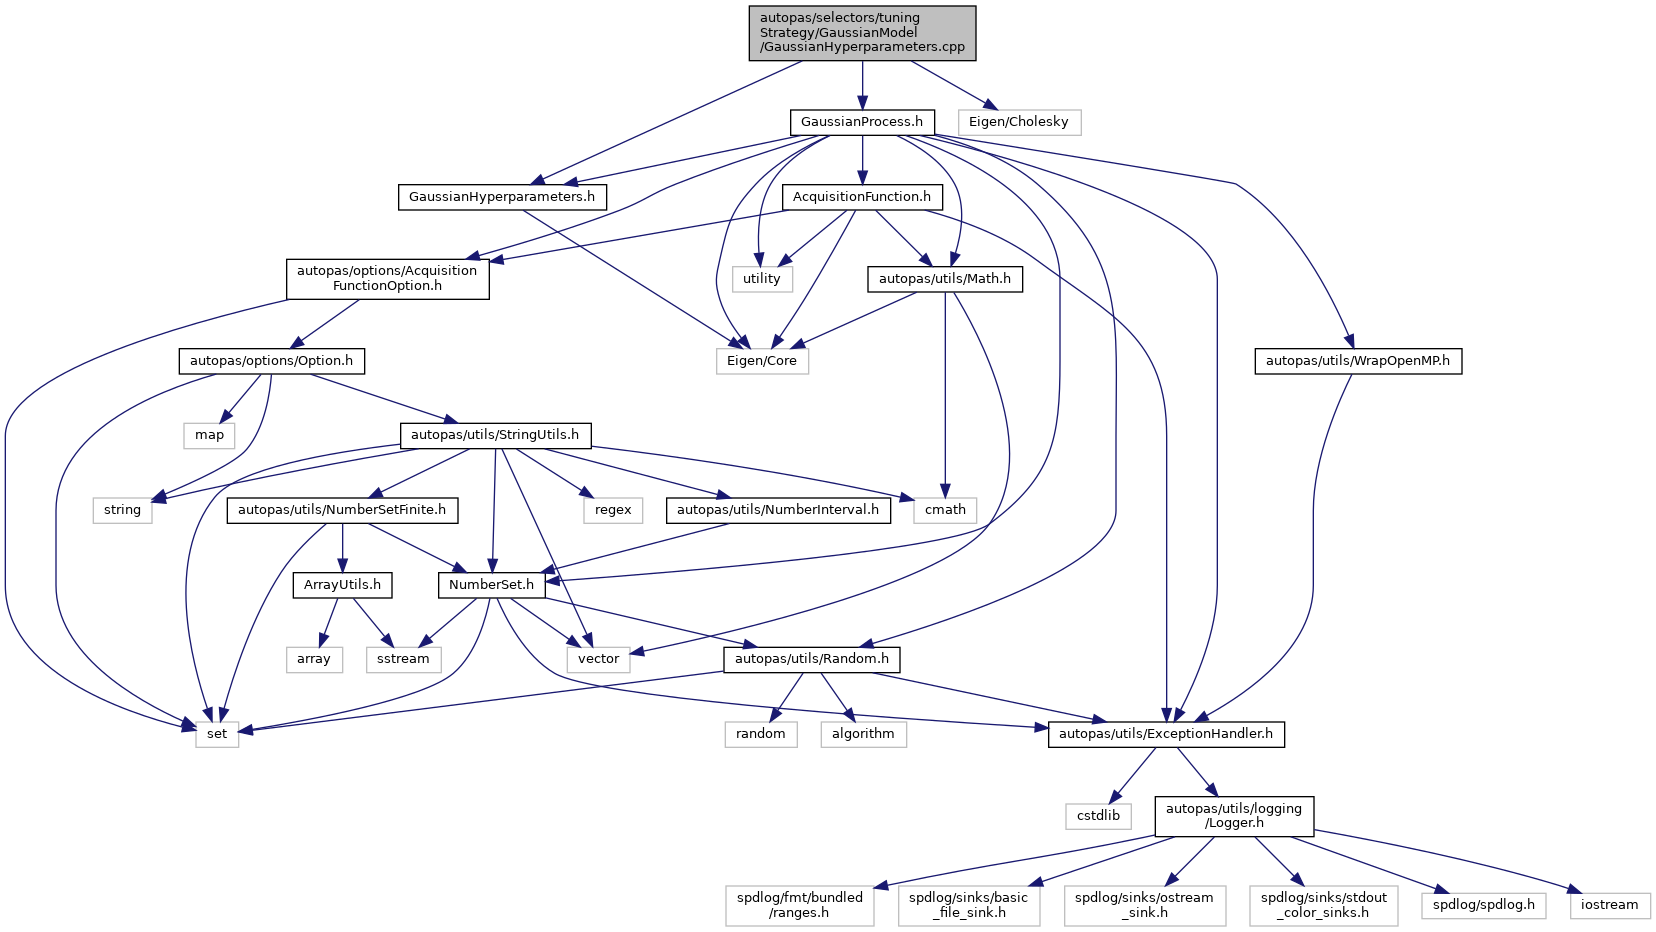 autopas/selectors/tuning
Strategy/GaussianModel
/GaussianHyperparameters.cpp
GaussianProcess.h
Eigen/Cholesky
GaussianHyperparameters.h
AcquisitionFunction.h
autopas/options/Acquisition
FunctionOption.h
utility
autopas/utils/Math.h
autopas/options/Option.h
Eigen/Core
autopas/utils/WrapOpenMP.h
map
autopas/utils/StringUtils.h
string
autopas/utils/NumberSetFinite.h
regex
autopas/utils/NumberInterval.h
cmath
ArrayUtils.h
NumberSet.h
array
sstream
vector
autopas/utils/Random.h
set
random
algorithm
autopas/utils/ExceptionHandler.h
cstdlib
autopas/utils/logging
/Logger.h
spdlog/fmt/bundled
/ranges.h
spdlog/sinks/basic
_file_sink.h
spdlog/sinks/ostream
_sink.h
spdlog/sinks/stdout
_color_sinks.h
spdlog/spdlog.h
iostream